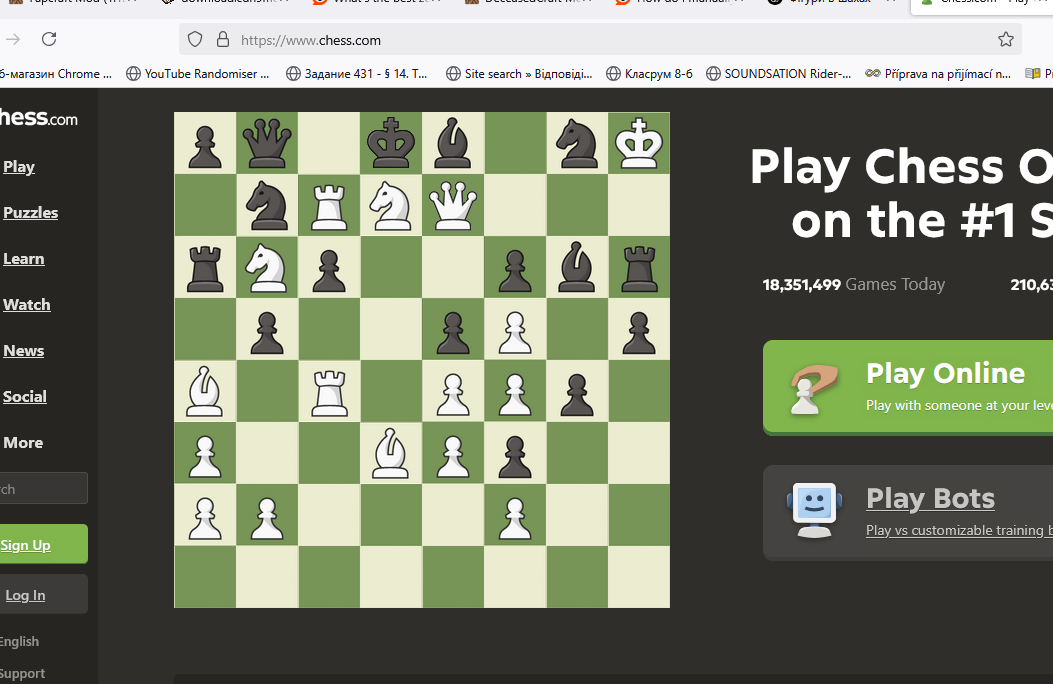 https://www.chess.com
б-магазин Chrome ...
YouTube Randomiser ...
Задание 431 - § 14. Т...
Site search » Відповіді...
Класрум 8-б
SOUNDSATION Rider-...
Příprava na přijímací n...
hess.com
Play
Puzzles
Learn
Watch
News
Social
More
rch
Sign Up
Log In
English
Support
Play Chess O
on the #1 S
18,351,499 Games Today
210,63
Play Online
Play with someone at your leve
Play Bots
Play vs customizable training b